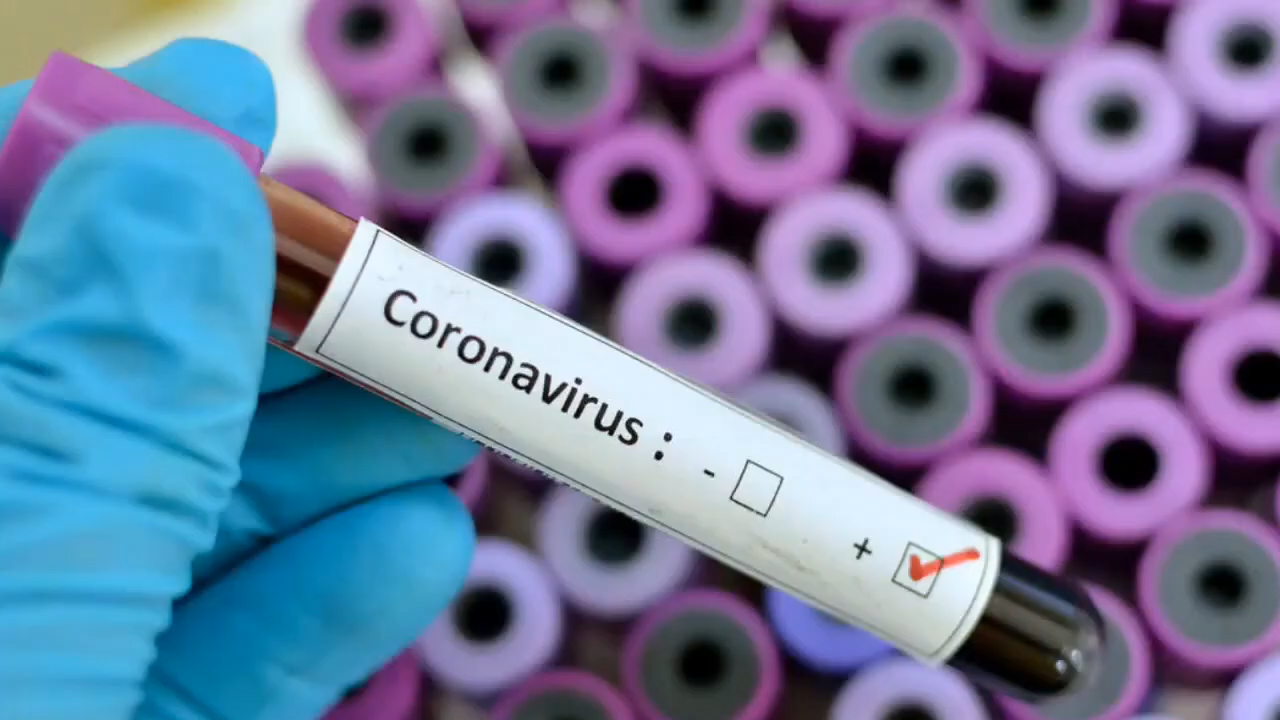 Coronavirus : - ☐
+ ☑